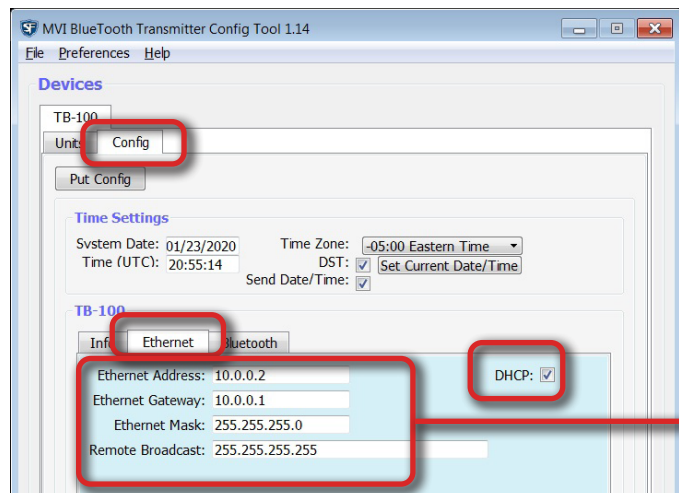 MVI BlueTooth Transmitter Config Tool 1.14
File Preferences Help
Devices
TB-100
Units Config
Put Config
Time Settings
System Date: 01/23/2020 Time Zone: -05:00 Eastern Time
Time (UTC): 20:55:14 DST: Set Current Date/Time
Send Date/Time:
TB-100
Info Ethernet Bluetooth
Ethernet Address: 10.0.0.2 DHCP:
Ethernet Gateway: 10.0.0.1
Ethernet Mask: 255.255.255.0
Remote Broadcast: 255.255.255.255